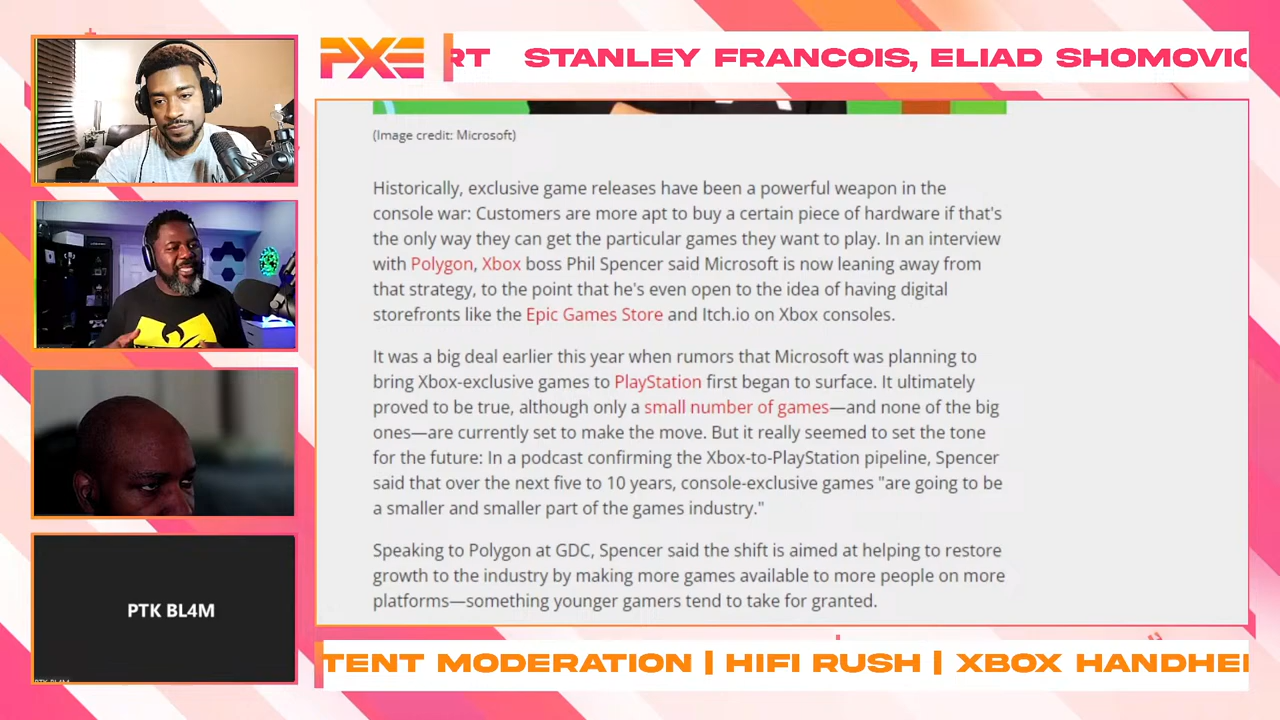 PXE
RT STANLEY FRANCOIS, ELIAD SHOMOVIC
(Image credit: Microsoft)
Historically, exclusive game releases have been a powerful weapon in the
console war: Customers are more apt to buy a certain piece of hardware if that's
the only way they can get the particular games they want to play. In an interview
with Polygon, Xbox boss Phil Spencer said Microsoft is now leaning away from
that strategy, to the point that he's even open to the idea of having digital
storefronts like the Epic Games Store and Itch.io on Xbox consoles.
It was a big deal earlier this year when rumors that Microsoft was planning to
bring Xbox-exclusive games to PlayStation first began to surface. It ultimately
proved to be true, although only a small number of games—and none of the big
ones—are currently set to make the move. But it really seemed to set the tone
for the future: In a podcast confirming the Xbox-to-PlayStation pipeline, Spencer
said that over the next five to 10 years, console-exclusive games "are going to be
a smaller and smaller part of the games industry."
Speaking to Polygon at GDC, Spencer said the shift is aimed at helping to restore
growth to the industry by making more games available to more people on more
platforms—something younger gamers tend to take for granted.
PTK BL4M
PTK BL4M
TENT MODERATION | HIFI RUSH | XBOX HANDHE